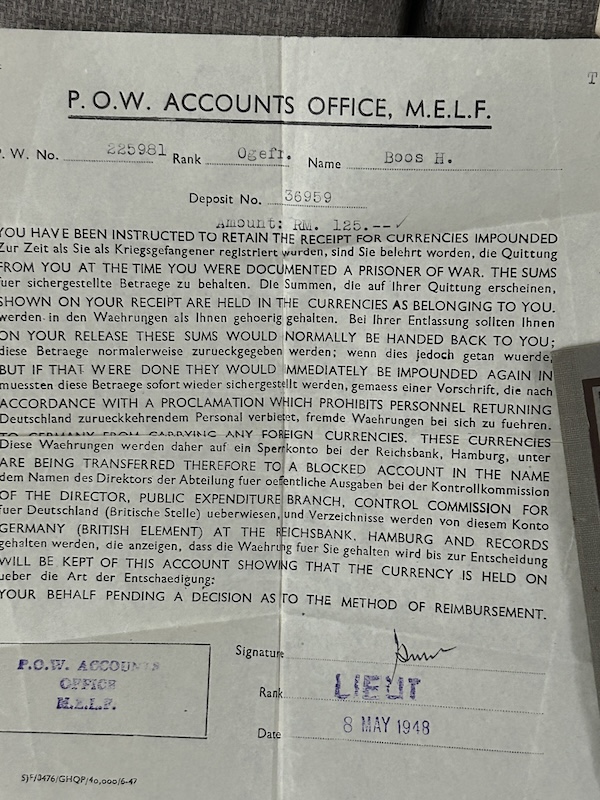 T
P.O.W. ACCOUNTS OFFICE, M.E.L.F.
. W. No. 225981 Rank Ogefr. Name Boos H.
Deposit No. 36959
Amount: RM. 125.--
YOU HAVE BEEN INSTRUCTED TO RETAIN THE RECEIPT FOR CURRENCIES IMPOUNDED
Zur Zeit als Sie als Kriegsgefangener registriert wurden, sind Sie belehrt worden, die Quittung
FROM YOU AT THE TIME YOU WERE DOCUMENTED A PRISONER OF WAR. THE SUMS
fuer sichergestellte Betraege zu behalten. Die Summen, die auf Ihrer Quittung erscheinen,
SHOWN ON YOUR RECEIPT ARE HELD IN THE CURRENCIES AS BELONGING TO YOU.
werden in den Waehrungen als Ihnen gehoerig gehalten. Bei Ihrer Entlassung sollten Ihnen
ON YOUR RELEASE THESE SUMS WOULD NORMALLY BE HANDED BACK TO YOU;
diese Betraege normalerweise zurueckgegeben werden; wenn dies jedoch getan wuerde,
BUT IF THAT WERE DONE THEY WOULD IMMEDIATELY BE IMPOUNDED AGAIN IN
muessten diese Betraege sofort wieder sichergestellt werden, gemaess einer Vorschrift, die nach
ACCORDANCE WITH A PROCLAMATION WHICH PROHIBITS PERSONNEL RETURNING
Deutschland zurueckkehrendem Personal verbietet, fremde Waehrungen bei sich zu fuehren.
TO GERMANY FROM CARRYING ANY FOREIGN CURRENCIES. THESE CURRENCIES
Diese Waehrungen werden daher auf ein Sperrkonto bei der Reichsbank, Hamburg, unter
ARE BEING TRANSFERRED THEREFORE TO A BLOCKED ACCOUNT IN THE NAME
dem Namen des Direktors der Abteilung fuer oeffentliche Ausgaben bei der Kontrollkommission
OF THE DIRECTOR, PUBLIC EXPENDITURE BRANCH, CONTROL COMMISSION FOR
fuer Deutschland (Britische Stelle) ueberwiesen, und Verzeichnisse werden von diesem Konto
GERMANY (BRITISH ELEMENT) AT THE REICHSBANK, HAMBURG AND RECORDS
gehalten werden, die anzeigen, dass die Waehrung fuer Sie gehalten wird bis zur Entscheidung
WILL BE KEPT OF THIS ACCOUNT SHOWING THAT THE CURRENCY IS HELD ON
ueber die Art der Entschaedigung:
YOUR BEHALF PENDING A DECISION AS TO THE METHOD OF REIMBURSEMENT.
Signature
P.O.W. ACCOUNTS
OFFICE
M.E.L.F.
Rank LIEUT
Date 8 MAY 1948
SJF/3476/GHQP/40,000/6-47